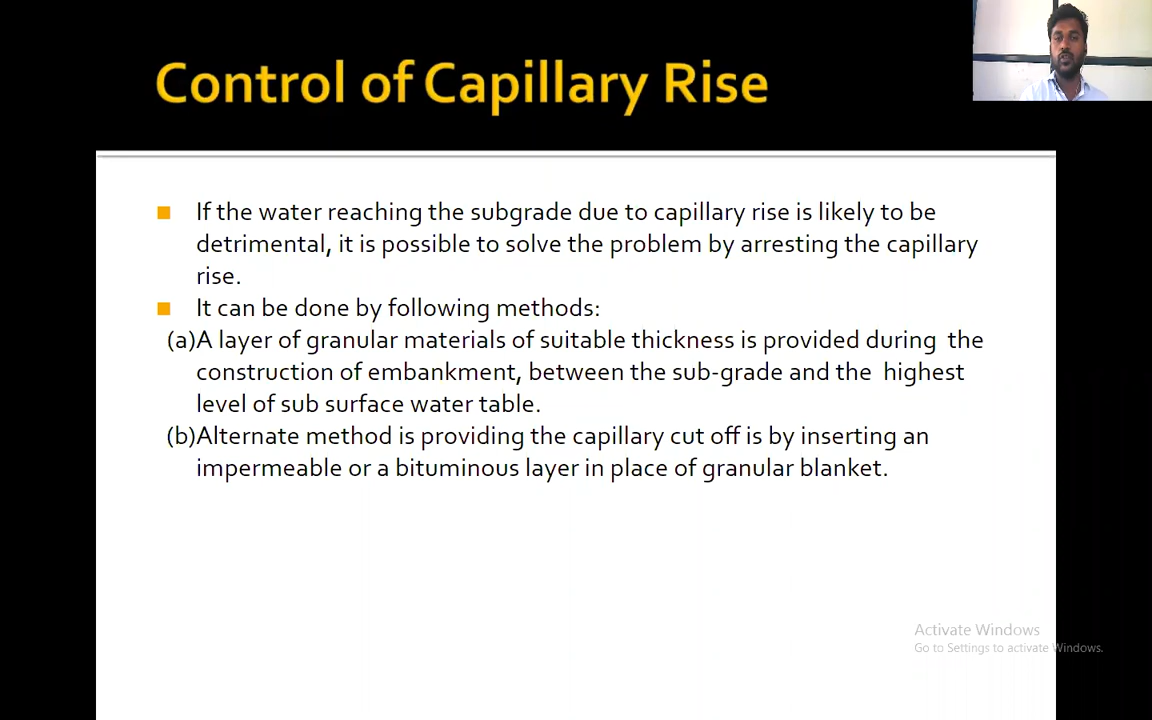 Control of Capillary Rise
If the water reaching the subgrade due to capillary rise is likely to be
detrimental, it is possible to solve the problem by arresting the capillary
rise.
It can be done by following methods:
(a)A layer of granular materials of suitable thickness is provided during the
construction of embankment, between the sub-grade and the highest
level of sub surface water table.
(b)Alternate method is providing the capillary cut off is by inserting an
impermeable or a bituminous layer in place of granular blanket.
Activate Windows
Go to Settings to activate Windows.